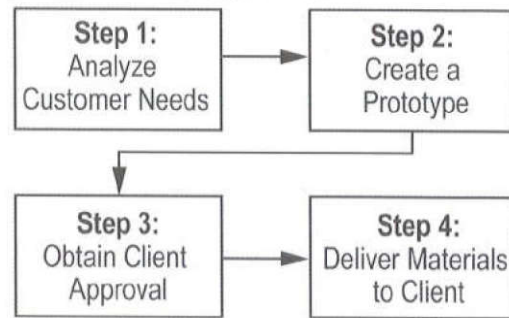 Step 1:
Analyze
Customer Needs
Step 2:
Create a
Prototype
Step 3:
Obtain Client
Approval
Step 4:
Deliver Materials
to Client